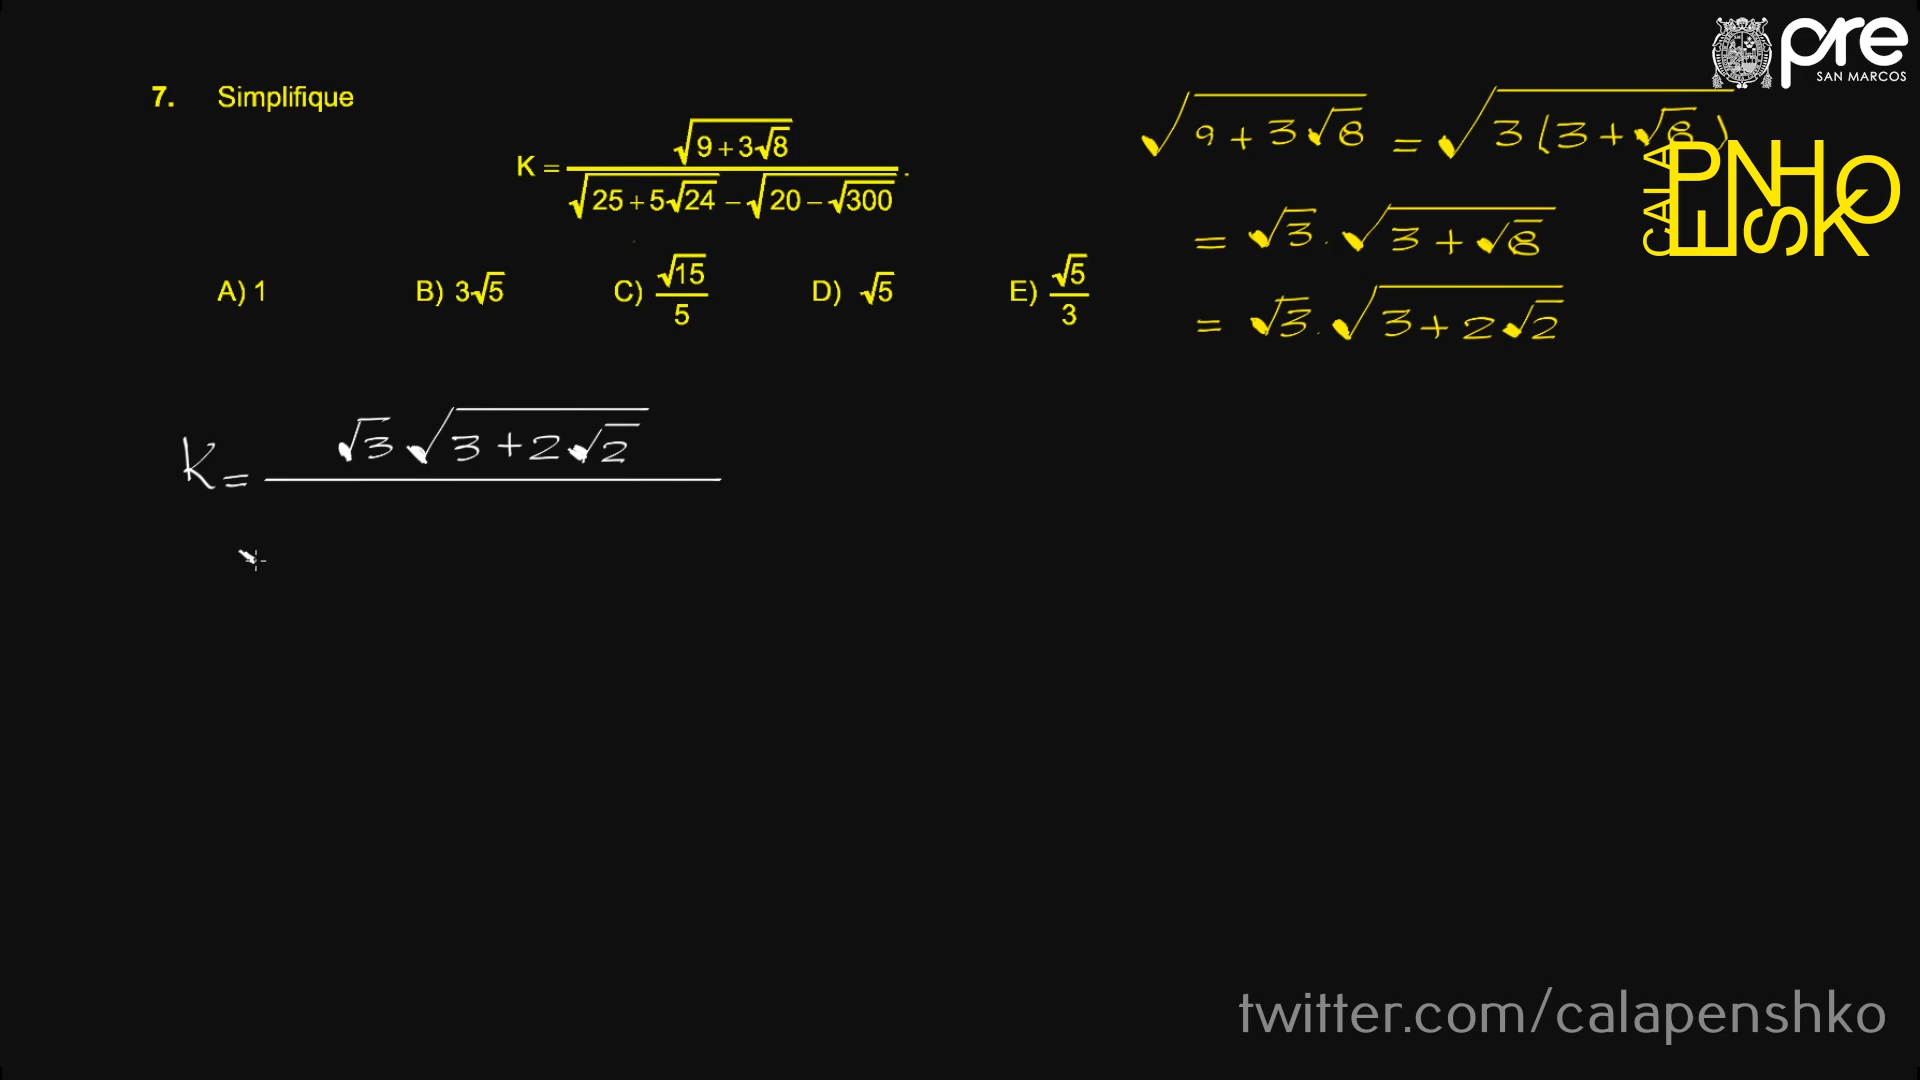 pre
SAN MARCOS
CALA
PENSHKO
7. Simplifique
K = √(9 + 3√8) / (√(25 + 5√24) − √(20 − √300)) .
A) 1 B) 3√5 C) √15/5 D) √5 E) √5/3
√(9 + 3√8) = √(3(3 + √8))
= √3 . √(3 + √8)
= √3 . √(3 + 2√2)
K = √3 √(3 + 2√2)
twitter.com/calapenshko